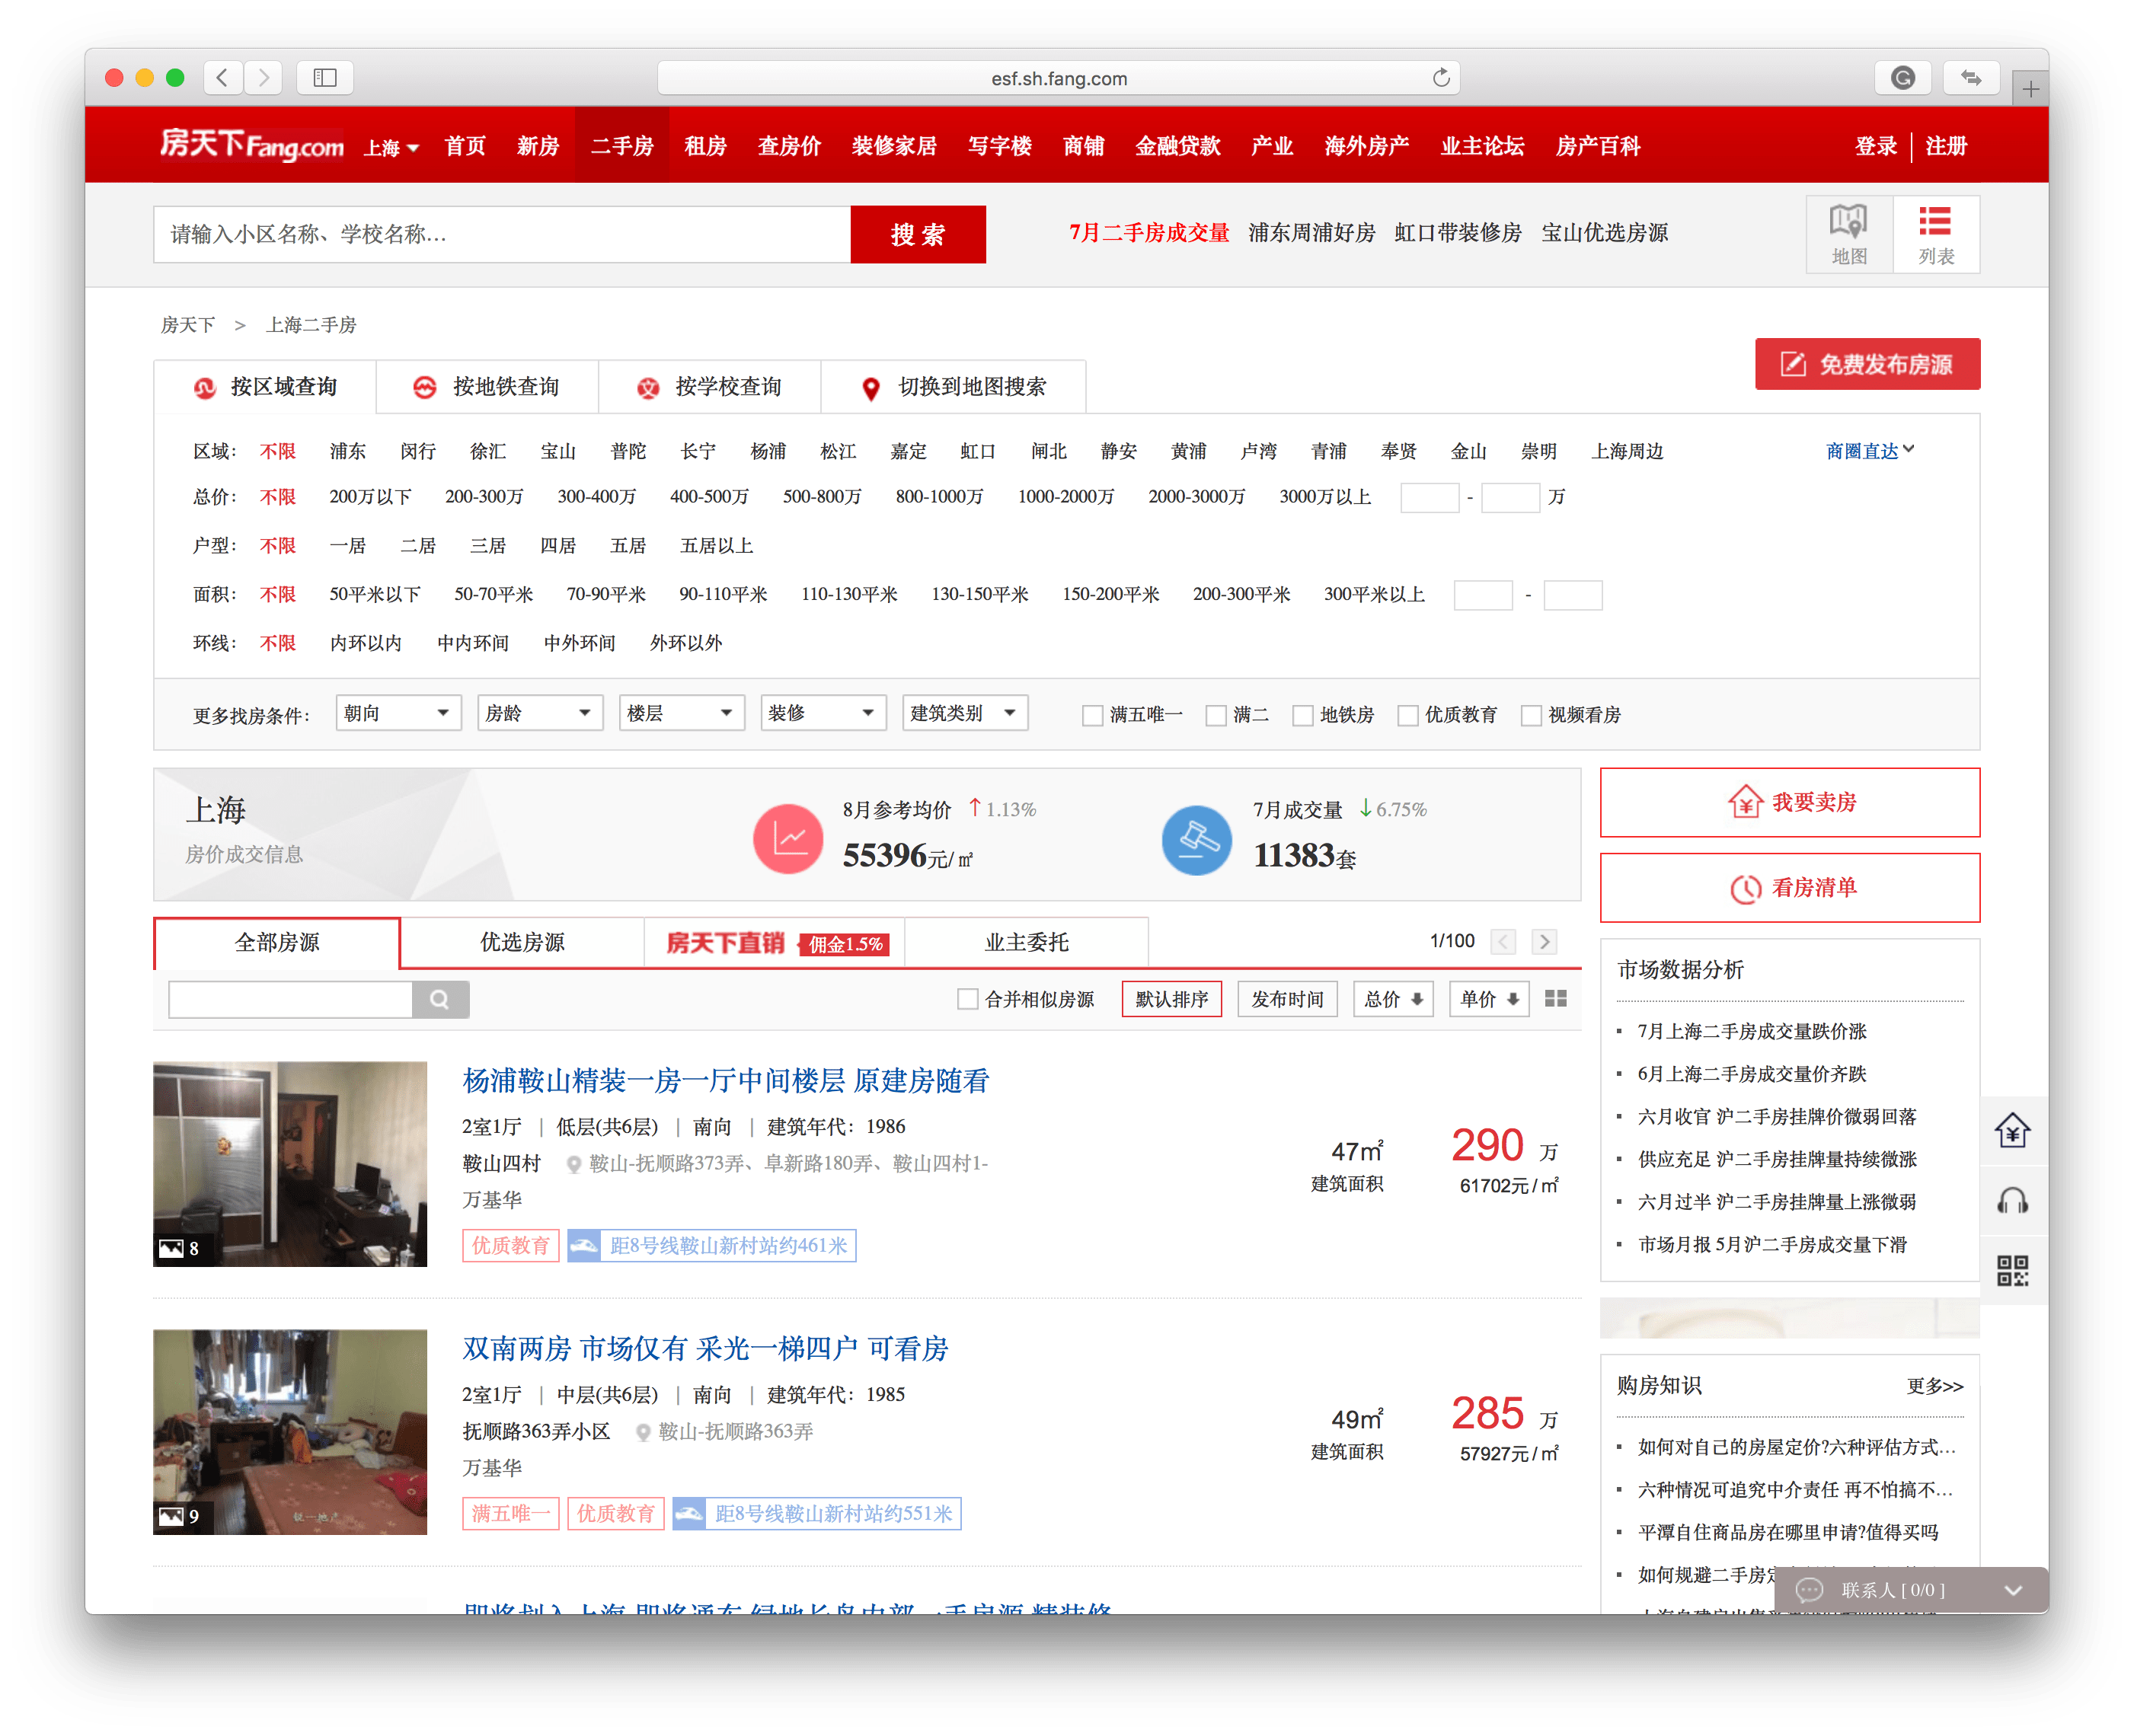 esf.sh.fang.com
房天下Fang.com 上海 首页 新房 二手房 租房 查房价 装修家居 写字楼 商铺 金融贷款 产业 海外房产 业主论坛 房产百科 登录 注册
请输入小区名称、学校名称... 搜 索 7月二手房成交量 浦东周浦好房 虹口带装修房 宝山优选房源 地图 列表
房天下 > 上海二手房
免费发布房源
按区域查询 按地铁查询 按学校查询 切换到地图搜索
区域: 不限 浦东 闵行 徐汇 宝山 普陀 长宁 杨浦 松江 嘉定 虹口 闸北 静安 黄浦 卢湾 青浦 奉贤 金山 崇明 上海周边 商圈直达
总价: 不限 200万以下 200-300万 300-400万 400-500万 500-800万 800-1000万 1000-2000万 2000-3000万 3000万以上 - 万
户型: 不限 一居 二居 三居 四居 五居 五居以上
面积: 不限 50平米以下 50-70平米 70-90平米 90-110平米 110-130平米 130-150平米 150-200平米 200-300平米 300平米以上 -
环线: 不限 内环以内 中内环间 中外环间 外环以外
更多找房条件: 朝向 房龄 楼层 装修 建筑类别 满五唯一 满二 地铁房 优质教育 视频看房
上海
房价成交信息
8月参考均价 ↑1.13%
55396元/㎡
7月成交量 ↓6.75%
11383套
我要卖房
看房清单
全部房源 优选房源 房天下直销 佣金1.5% 业主委托 1/100
合并相似房源 默认排序 发布时间 总价 单价
杨浦鞍山精装一房一厅中间楼层 原建房随看
2室1厅 | 低层(共6层) | 南向 | 建筑年代: 1986
鞍山四村 鞍山-抚顺路373弄、阜新路180弄、鞍山四村1-
万基华
优质教育 距8号线鞍山新村站约461米
8
47㎡
建筑面积
290 万
61702元/㎡
双南两房 市场仅有 采光一梯四户 可看房
2室1厅 | 中层(共6层) | 南向 | 建筑年代: 1985
抚顺路363弄小区 鞍山-抚顺路363弄
万基华
满五唯一 优质教育 距8号线鞍山新村站约551米
9
49㎡
建筑面积
285 万
57927元/㎡
市场数据分析
7月上海二手房成交量跌价涨
6月上海二手房成交量价齐跌
六月收官 沪二手房挂牌价微弱回落
供应充足 沪二手房挂牌量持续微涨
六月过半 沪二手房挂牌量上涨微弱
市场月报 5月沪二手房成交量下滑
购房知识 更多>>
如何对自己的房屋定价?六种评估方式...
六种情况可追究中介责任 再不怕搞不...
平潭自住商品房在哪里申请?值得买吗
如何规避二手房
联系人 [ 0/0 ]